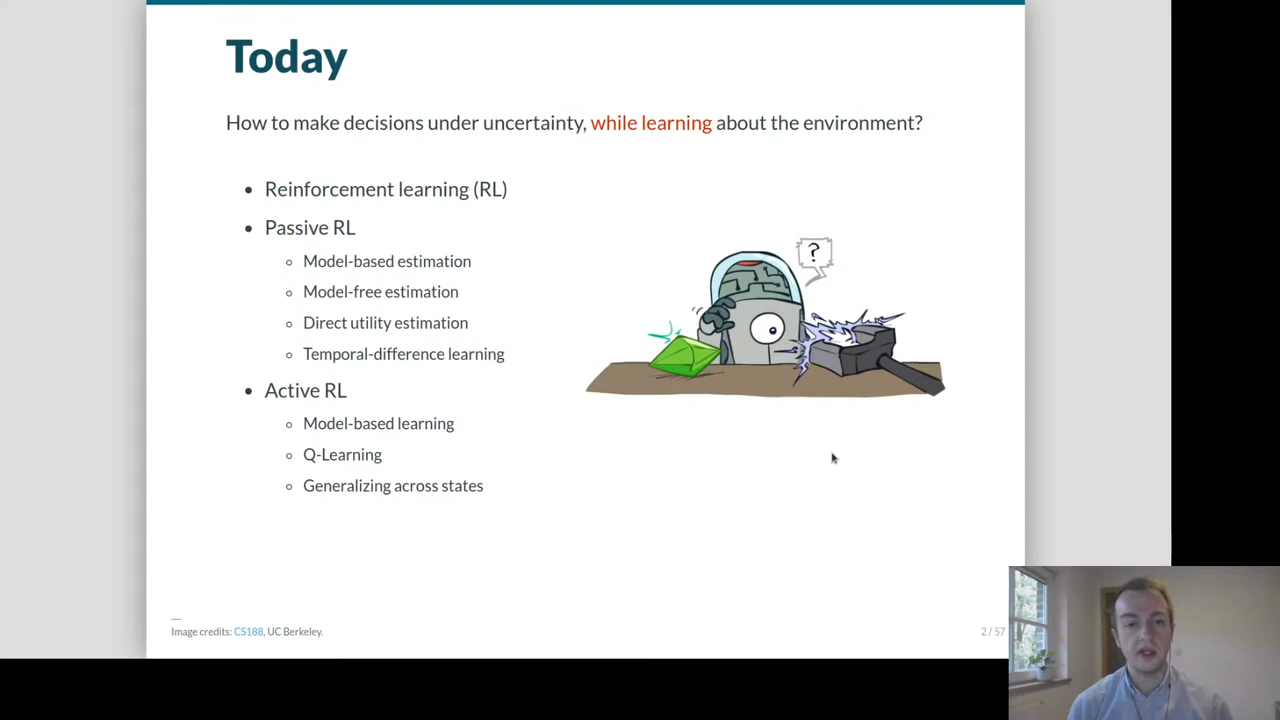 Today
How to make decisions under uncertainty, while learning about the environment?
Reinforcement learning (RL)
Passive RL
Model-based estimation
Model-free estimation
Direct utility estimation
Temporal-difference learning
?
Active RL
Model-based learning
Q-Learning
Generalizing across states
Image credits: CS188, UC Berkeley.
2 / 57